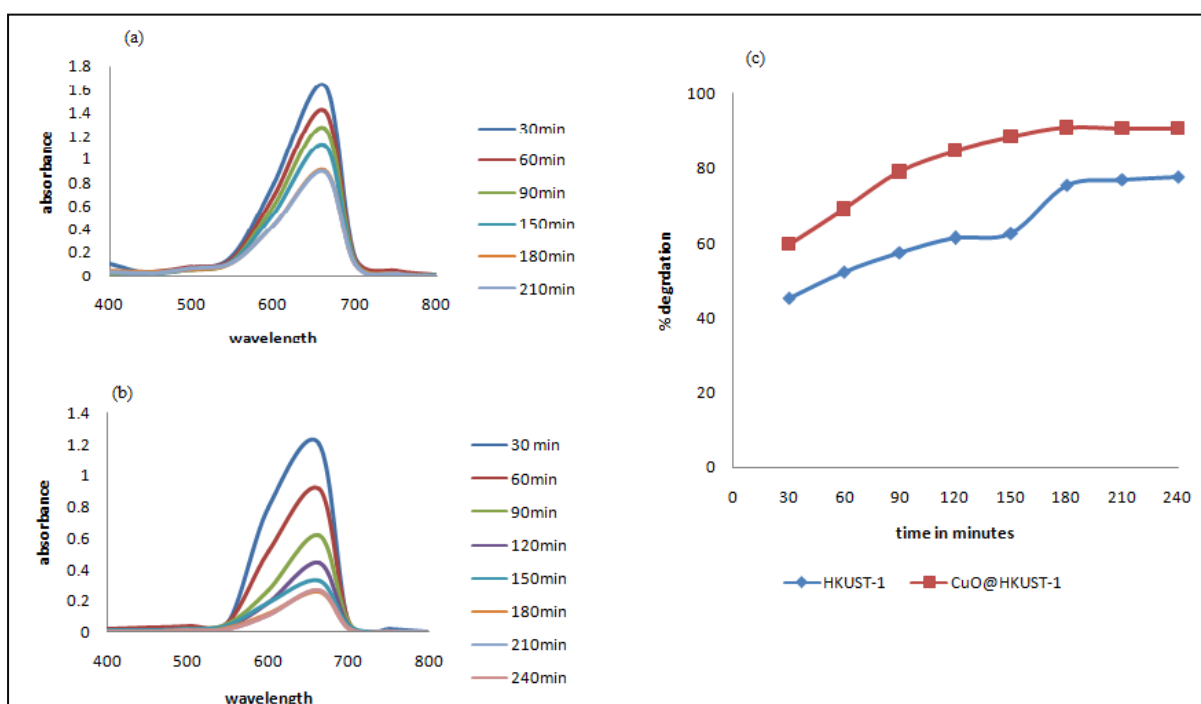 (a)
1.8
1.6
1.4
1.2
1
0.8
0.6
0.4
0.2
0
400 500 600 700 800
absorbance
wavelength
30min
60min
90min
150min
180min
210min
(b)
1.4
1.2
1
0.8
0.6
0.4
0.2
0
400 500 600 700 800
absorbance
wavelength
30 min
60min
90min
120min
150min
180min
210min
240min
(c)
100
80
60
40
20
0
0 30 60 90 120 150 180 210 240
% degrdation
time in minutes
HKUST-1 CuO@HKUST-1